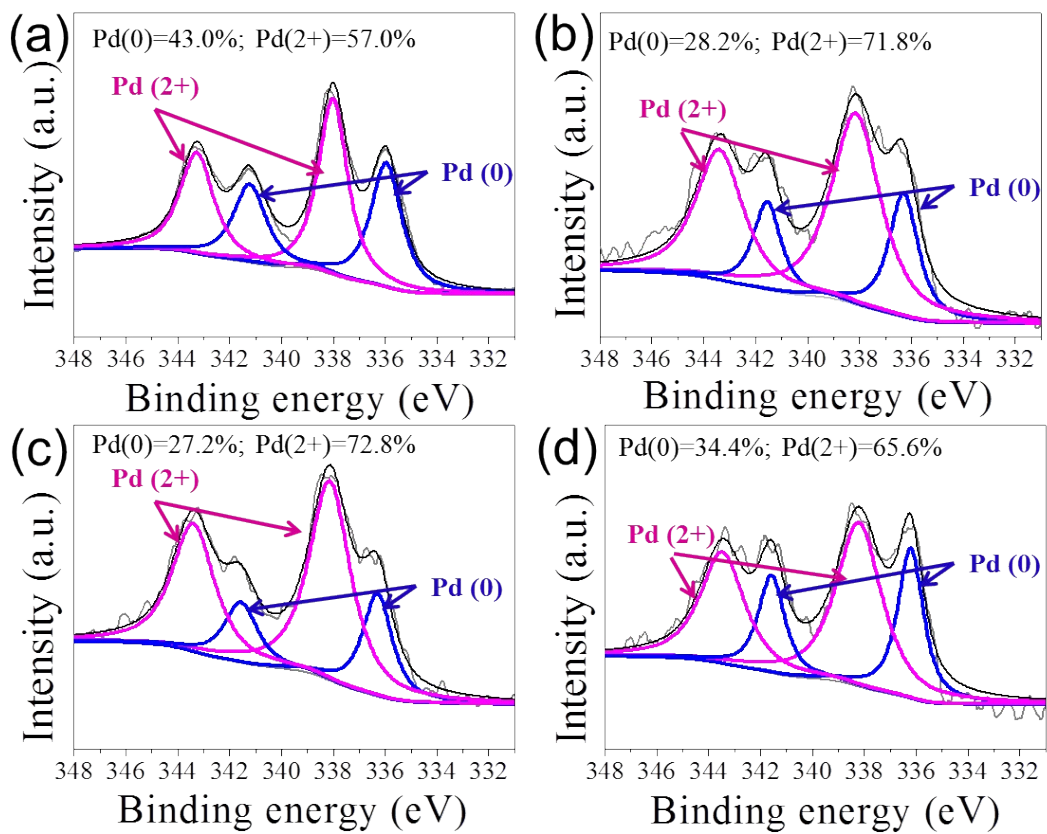 (a)
Pd(0)=43.0%; Pd(2+)=57.0%
Pd (2+)
Pd (0)
Intensity (a.u.)
348 346 344 342 340 338 336 334 332
Binding energy (eV)
(b)
Pd(0)=28.2%; Pd(2+)=71.8%
Pd (2+)
Pd (0)
Intensity (a.u.)
348 346 344 342 340 338 336 334 332
Binding energy (eV)
(c)
Pd(0)=27.2%; Pd(2+)=72.8%
Pd (2+)
Pd (0)
Intensity (a.u.)
348 346 344 342 340 338 336 334 332
Binding energy (eV)
(d)
Pd(0)=34.4%; Pd(2+)=65.6%
Pd (2+)
Pd (0)
Intensity (a.u.)
348 346 344 342 340 338 336 334 332
Binding energy (eV)